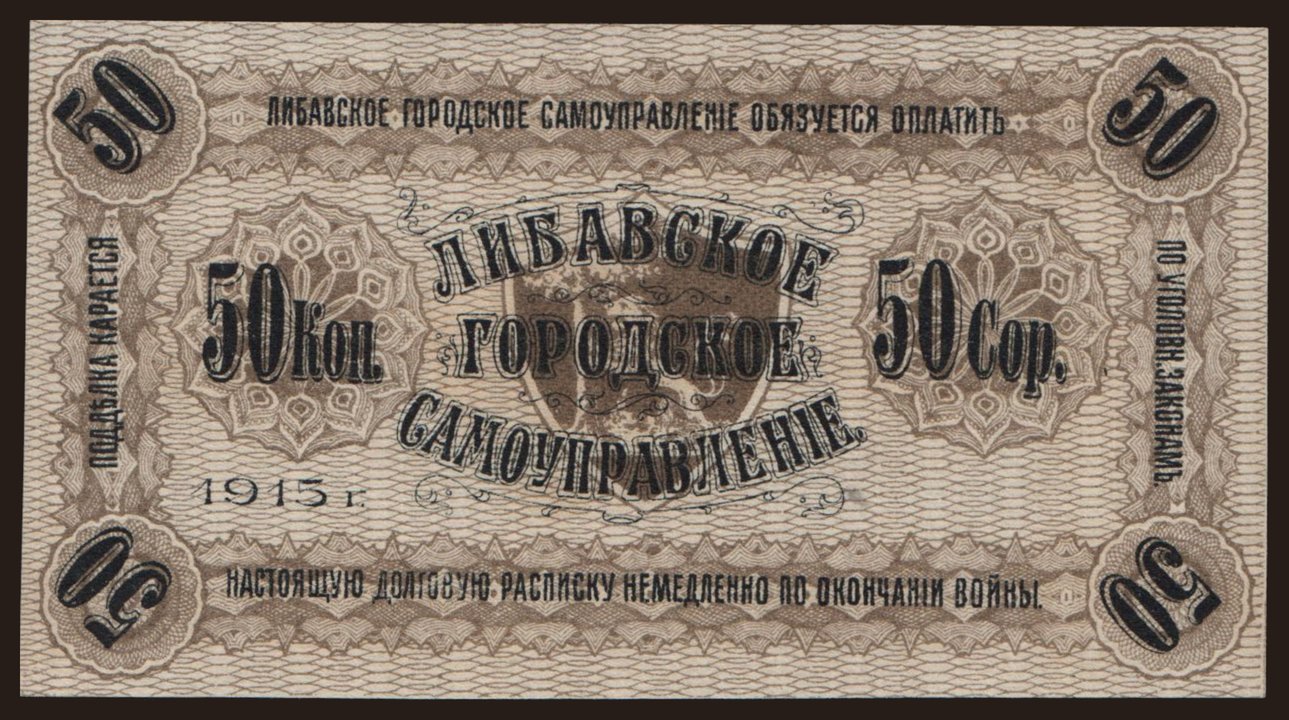 50
50
ЛИБАВСКОЕ ГОРОДСКОЕ САМОУПРАВЛЕНІЕ ОБЯЗУЕТСЯ ОПЛАТИТЬ
ПОДДѢЛКА КАРАЕТСЯ
50 Коп.
ЛИБАВСКОЕ
ГОРОДСКОЕ
САМОУПРАВЛЕНІЕ.
50 Сор.
ПО УГОЛОВН. ЗАКОНАМЪ
1915 г.
НАСТОЯЩУЮ ДОЛГОВУЮ РАСПИСКУ НЕМЕДЛЕННО ПО ОКОНЧАНІИ ВОЙНЫ.
50
50